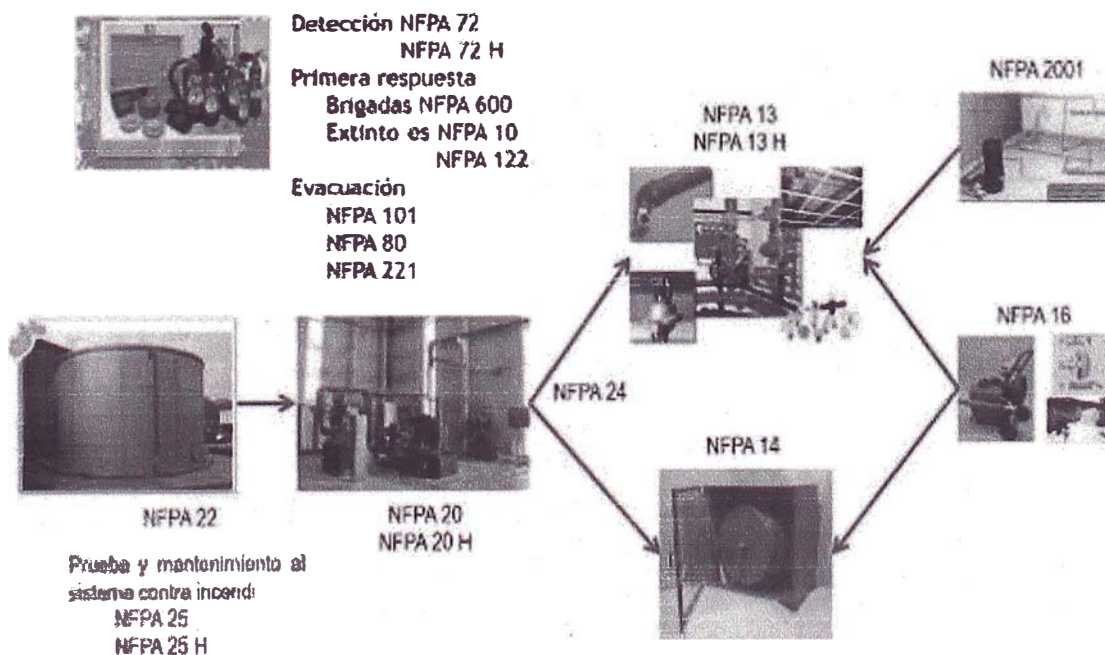 Detección NFPA 72
NFPA 72 H
Primera respuesta
Brigadas NFPA 600
Extinto es NFPA 10
NFPA 122
Evacuación
NFPA 101
NFPA 80
NFPA 221
NFPA 2001
NFPA 13
NFPA 13 H
NFPA 16
NFPA 24
NFPA 14
NFPA 22
NFPA 20
NFPA 20 H
Prueba y mantenimiento al
sistema contra incendi
NFPA 25
NFPA 25 H